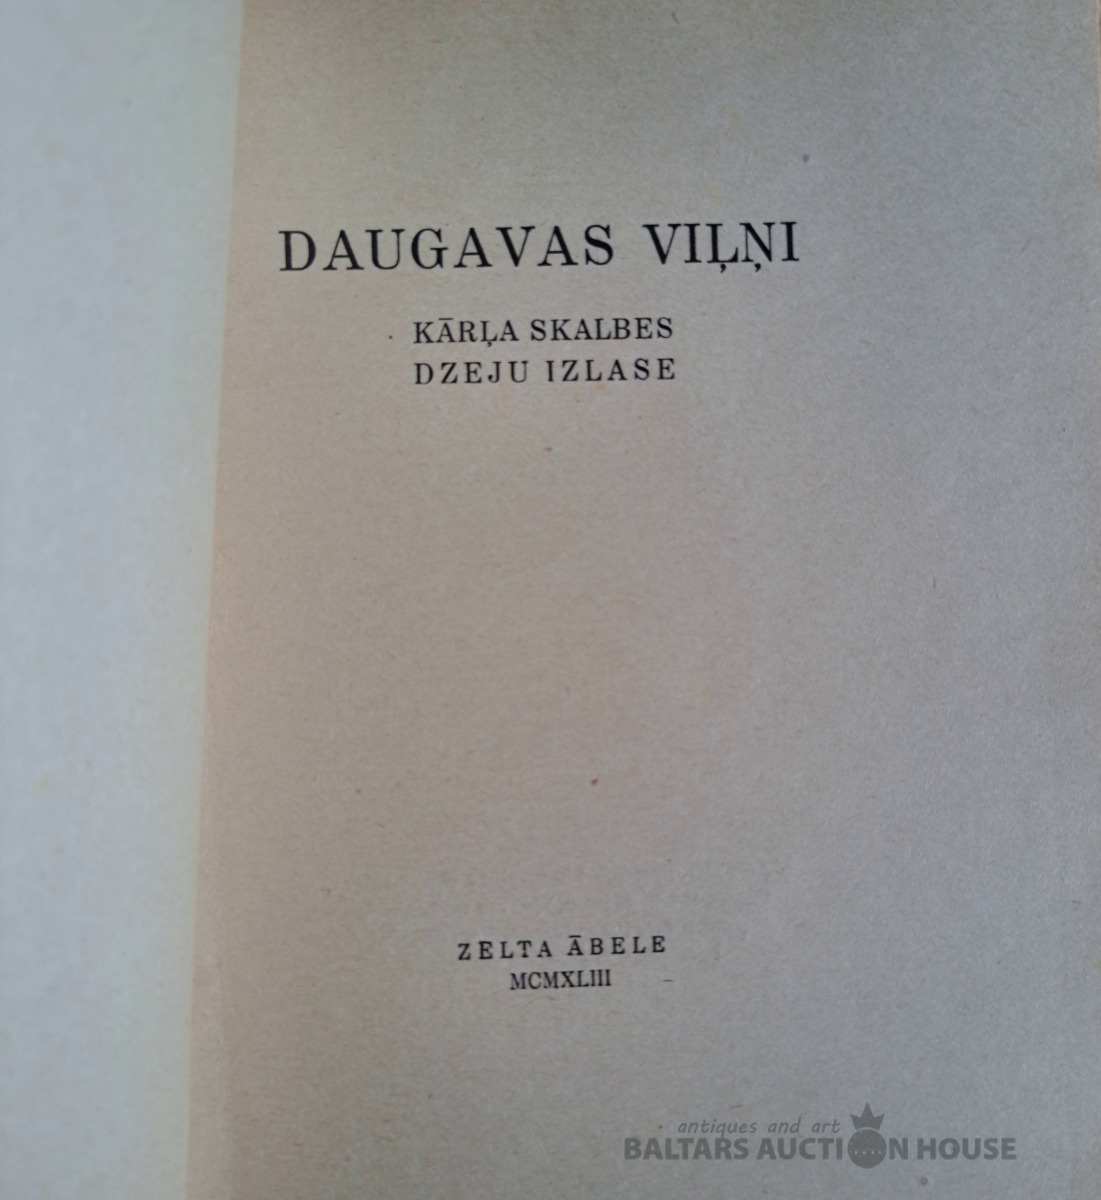 DAUGAVAS VIĻŅI
KĀRĻA SKALBES
DZEJU IZLASE
ZELTA ĀBELE
MCMXLIII
antiques and art
BALTARS AUCTION HOUSE